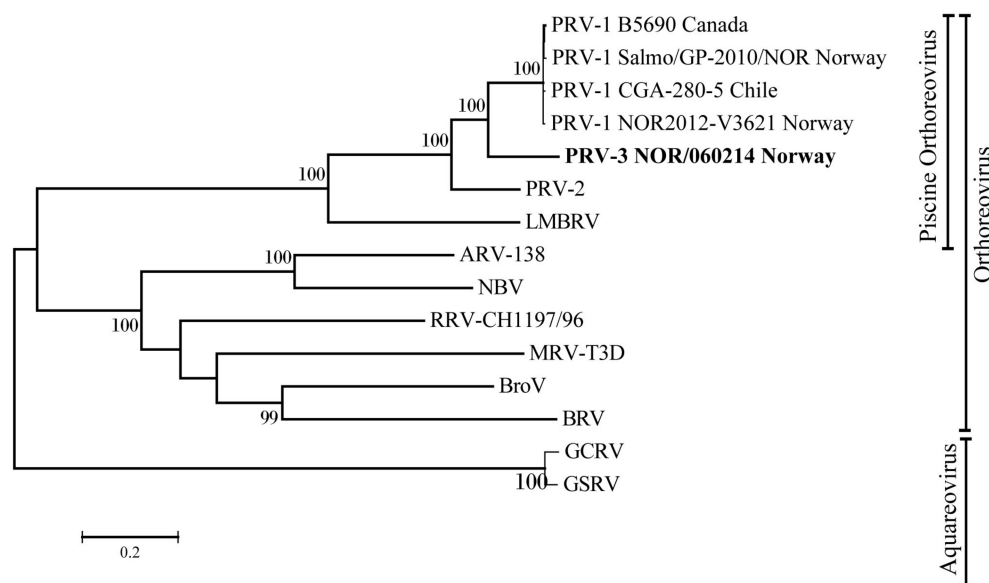 PRV-1 B5690 Canada
100
PRV-1 Salmo/GP-2010/NOR Norway
PRV-1 CGA-280-5 Chile
100
PRV-1 NOR2012-V3621 Norway
100
PRV-3 NOR/060214 Norway
100
PRV-2
LMBRV
100
ARV-138
NBV
100
RRV-CH1197/96
MRV-T3D
BroV
99
BRV
GCRV
100
GSRV
0.2
Piscine Orthoreovirus
Orthoreovirus
Aquareovirus